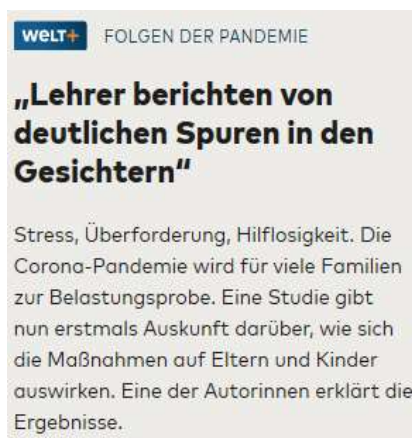 WELT+ FOLGEN DER PANDEMIE
„Lehrer berichten von
deutlichen Spuren in den
Gesichtern“
Stress, Überforderung, Hilflosigkeit. Die
Corona-Pandemie wird für viele Familien
zur Belastungsprobe. Eine Studie gibt
nun erstmals Auskunft darüber, wie sich
die Maßnahmen auf Eltern und Kinder
auswirken. Eine der Autorinnen erklärt die
Ergebnisse.